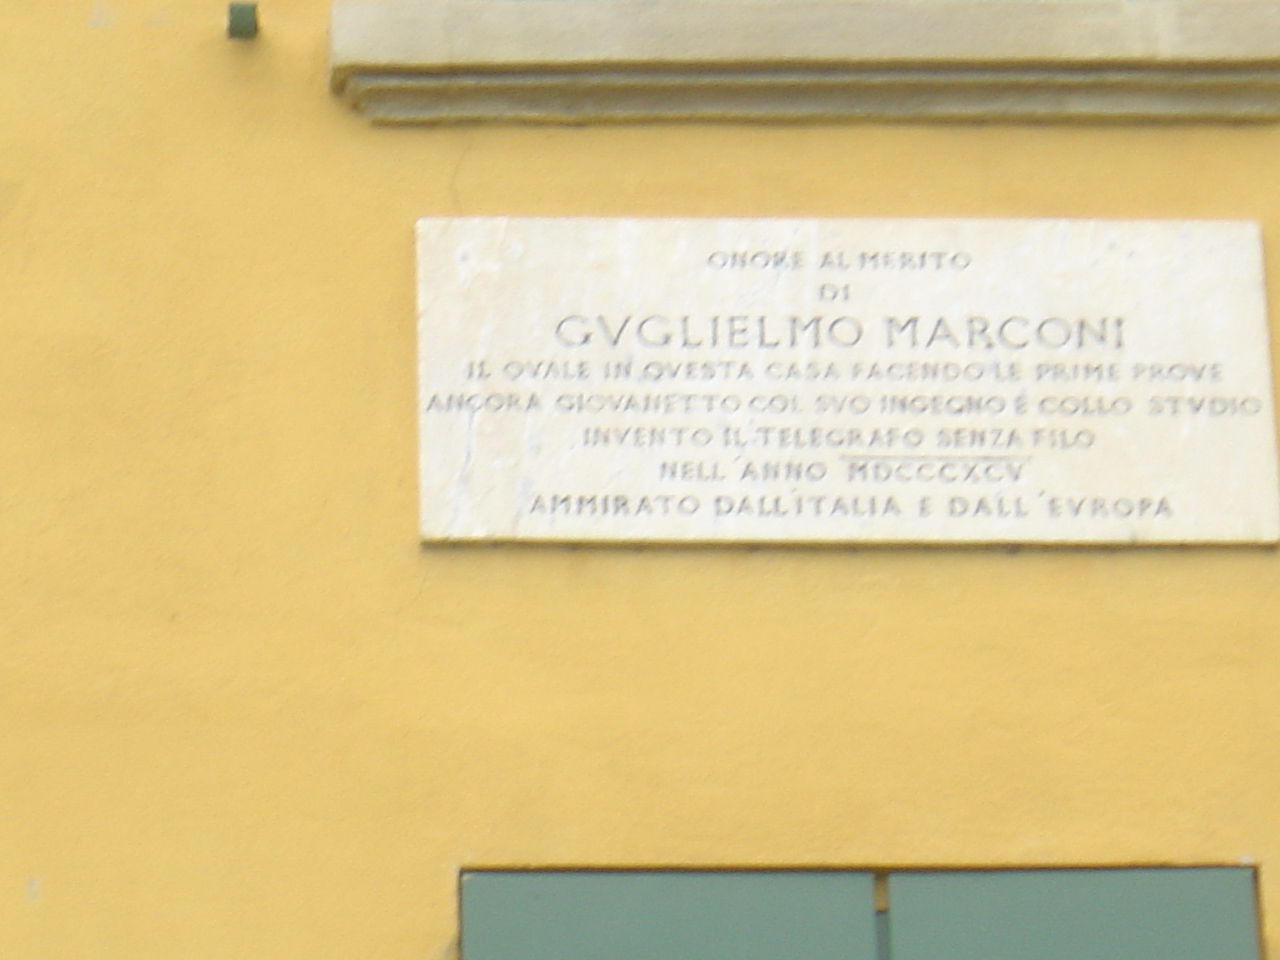 ONORE AL MERITO
DI
GVGLIELMO MARCONI
IL QVALE IN QVESTA CASA FACENDO LE PRIME PROVE
ANCORA GIOVANETTO COL SVO INGEGNO E COLLO STVDIO
INVENTO IL TELEGRAFO SENZA FILO
NELL'ANNO MDCCCXCV
AMMIRATO DALL'ITALIA E DALL'EVROPA